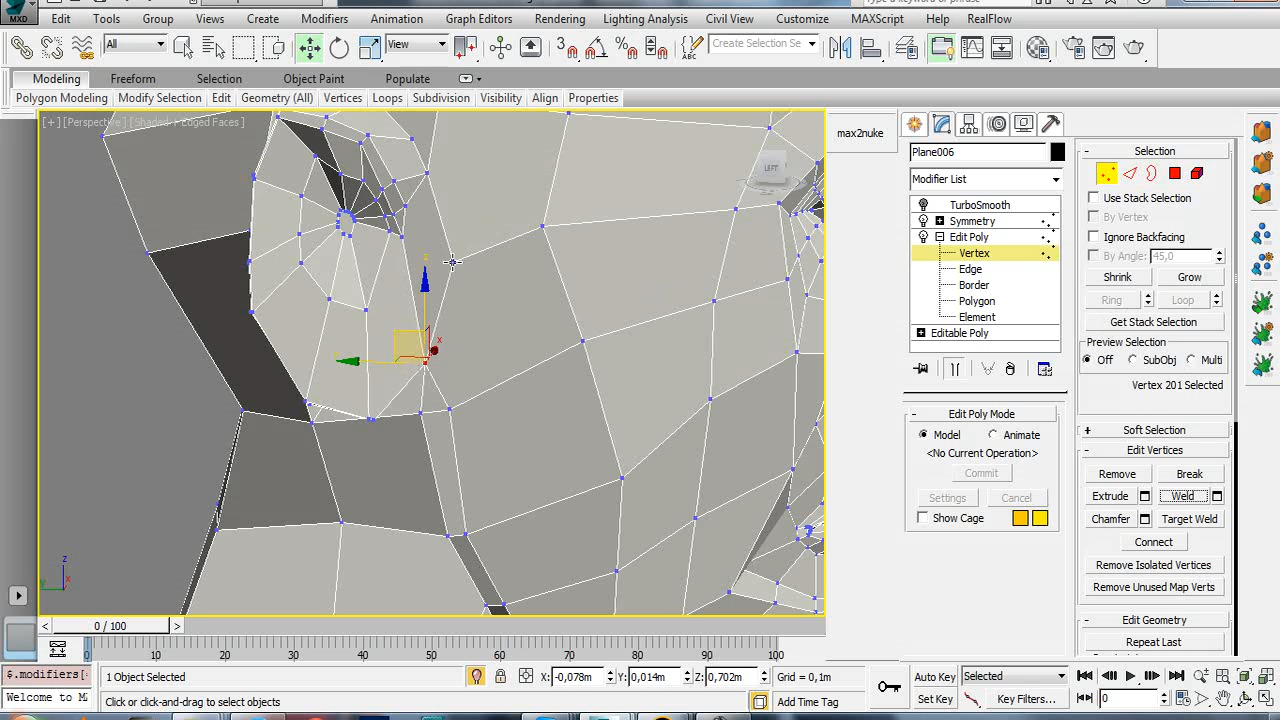 MXD
Edit Tools Group Views Create Modifiers Animation Graph Editors Rendering Lighting Analysis Civil View Customize MAXScript Help RealFlow
All View 3 ABC Create Selection Se
Modeling Freeform Selection Object Paint Populate
Polygon Modeling Modify Selection Edit Geometry (All) Vertices Loops Subdivision Visibility Align Properties
[+] [Perspective] [Shaded + Edged Faces]
LEFT
z
x
z
y x
max2nuke
Plane006
Modifier List
TurboSmooth
Symmetry
Edit Poly
Vertex
Edge
Border
Polygon
Element
Editable Poly
- Edit Poly Mode
Model Animate
<No Current Operation>
Commit
Settings Cancel
Show Cage
- Selection
Use Stack Selection
By Vertex
Ignore Backfacing
By Angle: 45,0
Shrink Grow
Ring Loop
Get Stack Selection
Preview Selection
Off SubObj Multi
Vertex 201 Selected
+ Soft Selection
- Edit Vertices
Remove Break
Extrude Weld
Chamfer Target Weld
Connect
Remove Isolated Vertices
Remove Unused Map Verts
- Edit Geometry
Repeat Last
< 0 / 100 >
0 10 20 30 40 50 60 70 80 90 100
$.modifiers[-
Welcome to M
1 Object Selected
Click or click-and-drag to select objects
X: -0,078m Y: 0,014m Z: 0,702m Grid = 0,1m
Add Time Tag
Auto Key Selected
Set Key Key Filters...
0